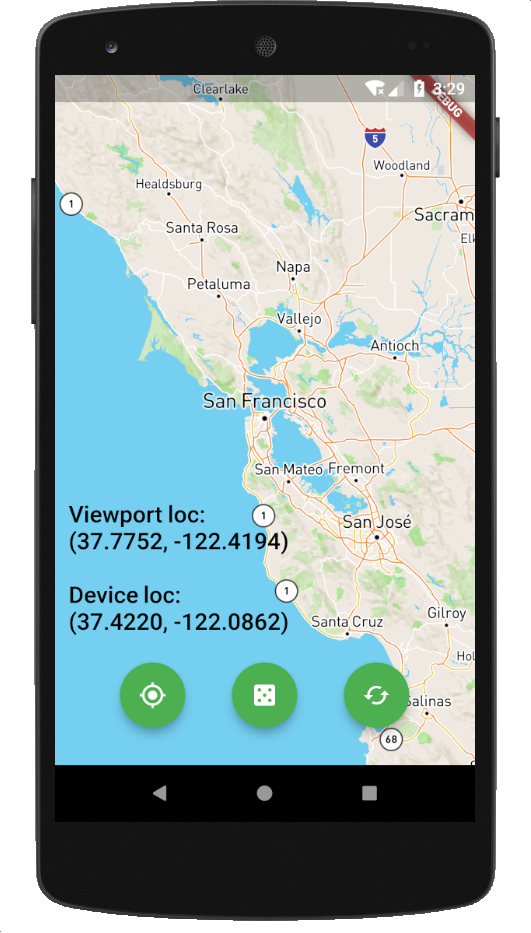 Clearlake
3:29
DEBUG
5
Woodland
Healdsburg
1
Sacram
Santa Rosa
Elk
Napa
Petaluma
Vallejo
Antioch
San Francisco
San Mateo
Fremont
Viewport loc:
1
San José
(37.7752, -122.4194)
Device loc:
1
(37.4220, -122.0862)
Santa Cruz
Gilroy
Hol
Salinas
68